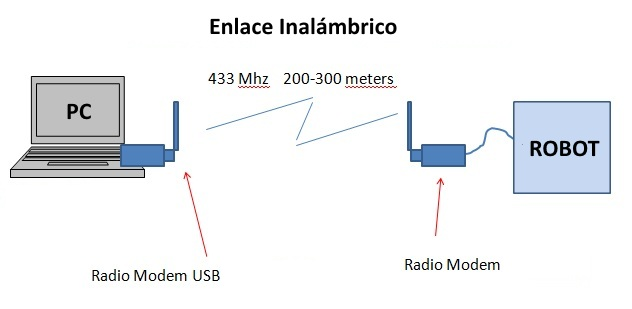 Enlace Inalámbrico
433 Mhz 200-300 meters
PC
ROBOT
Radio Modem USB
Radio Modem